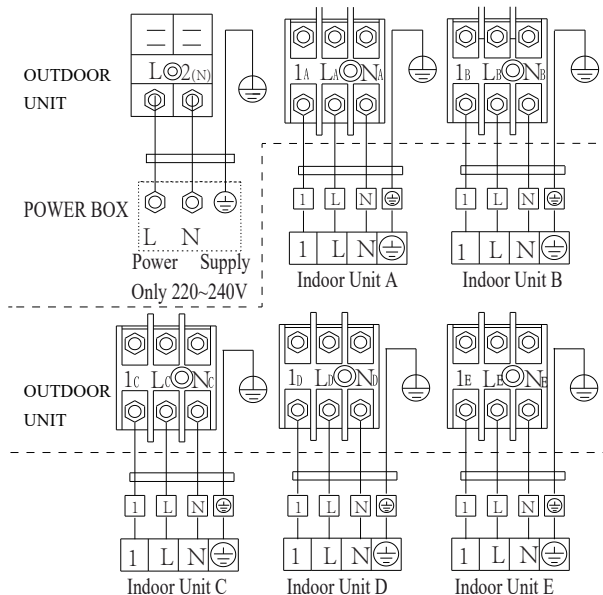 OUTDOOR
UNIT
L 2(N)
1A LA NA
1B LB NB
POWER BOX
L N
Power Supply
Only 220~240V
1 L N
1 L N
Indoor Unit A
1 L N
1 L N
Indoor Unit B
OUTDOOR
UNIT
1C LC NC
1D LD ND
1E LE NE
1 L N
1 L N
Indoor Unit C
1 L N
1 L N
Indoor Unit D
1 L N
1 L N
Indoor Unit E